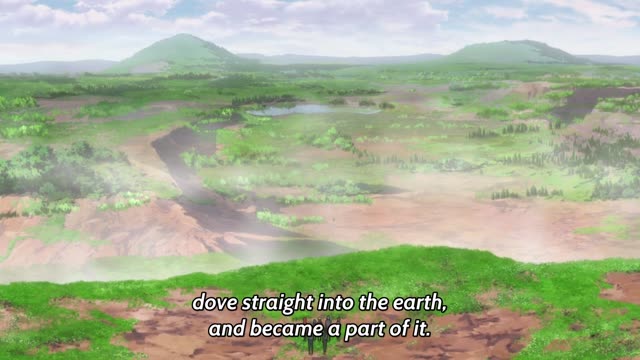 dove straight into the earth,
and became a part of it.